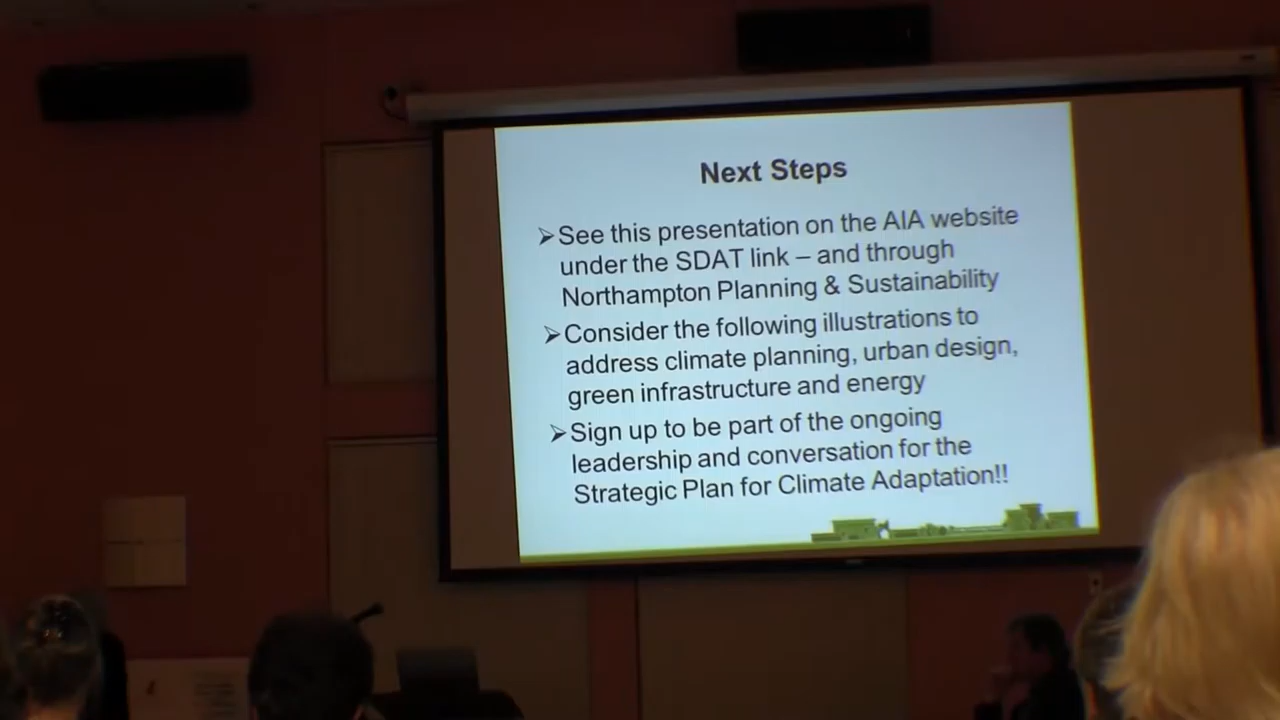 Next Steps
➢See this presentation on the AIA website
under the SDAT link – and through
Northampton Planning & Sustainability
➢Consider the following illustrations to
address climate planning, urban design,
green infrastructure and energy
➢Sign up to be part of the ongoing
leadership and conversation for the
Strategic Plan for Climate Adaptation!!